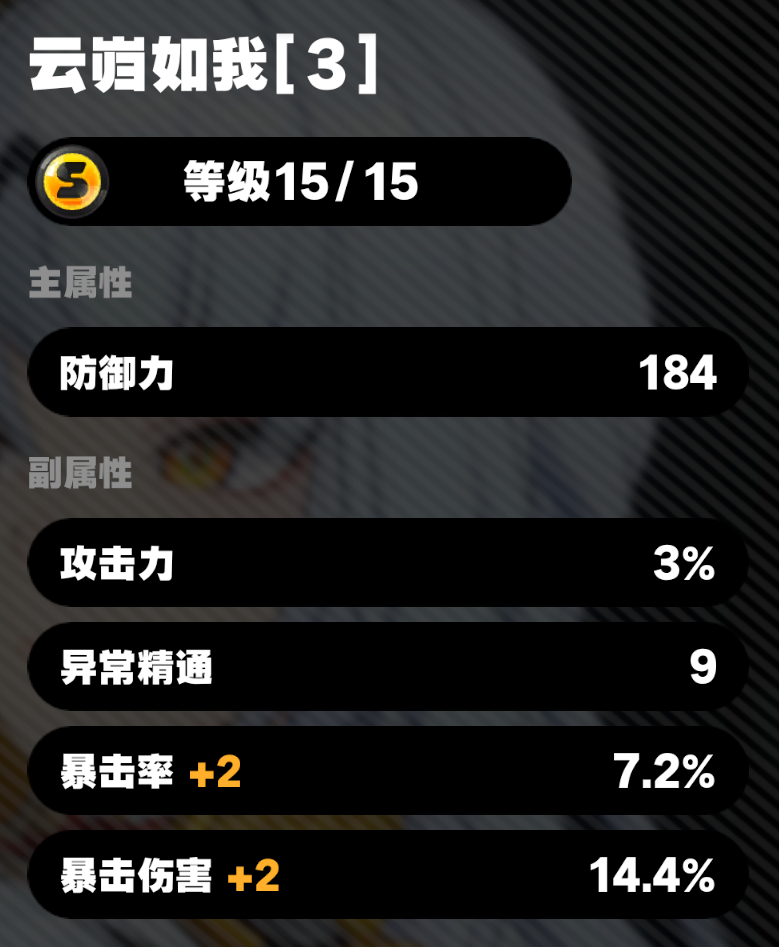 云岿如我[3]
S
等级15/15
主属性
防御力 184
副属性
攻击力 3%
异常精通 9
暴击率 +2 7.2%
暴击伤害 +2 14.4%